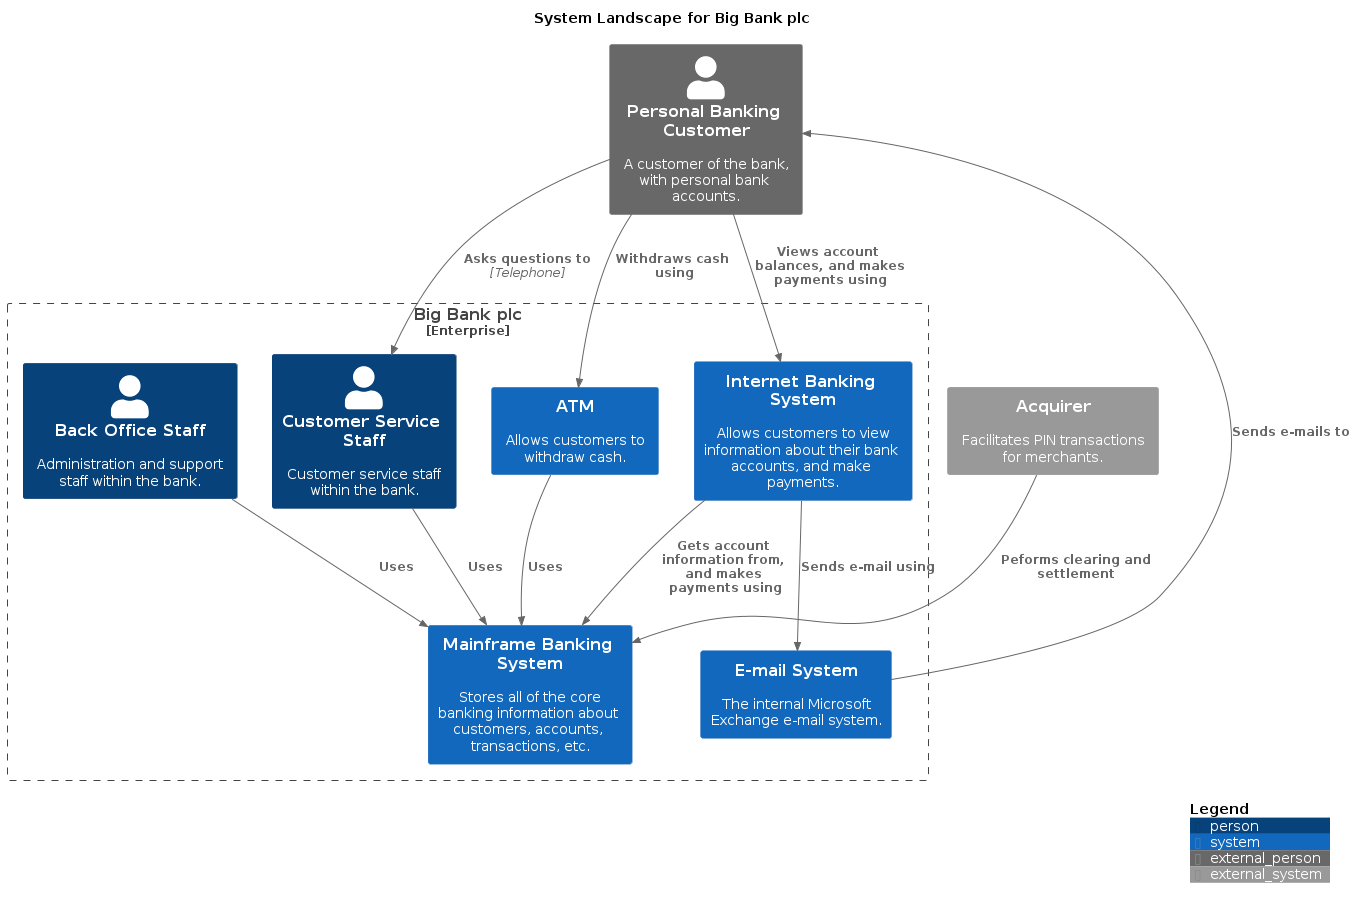 System Landscape for Big Bank plc
Personal Banking
Customer
A customer of the bank,
with personal bank
accounts.
Asks questions to
[Telephone]
Withdraws cash
using
Views account
balances, and makes
payments using
Big Bank plc
[Enterprise]
Back Office Staff
Administration and support
staff within the bank.
Customer Service
Staff
Customer service staff
within the bank.
ATM
Allows customers to
withdraw cash.
Internet Banking
System
Allows customers to view
information about their bank
accounts, and make
payments.
Acquirer
Facilitates PIN transactions
for merchants.
Sends e-mails to
Uses
Uses
Uses
Gets account
information from,
and makes
payments using
Sends e-mail using
Peforms clearing and
settlement
Mainframe Banking
System
Stores all of the core
banking information about
customers, accounts,
transactions, etc.
E-mail System
The internal Microsoft
Exchange e-mail system.
Legend
person
system
external_person
external_system